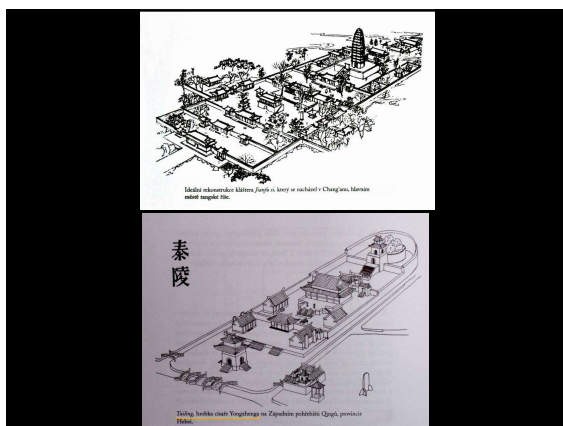 Ideální rekonstrukce kláštera Jianfu si, který se nacházel v Chang'anu, hlavním
městě tangské říše.
泰陵
Tailing, hrobka císaře Yongzhenga na Západním pohřebišti Qingů, provincie
Hebei.